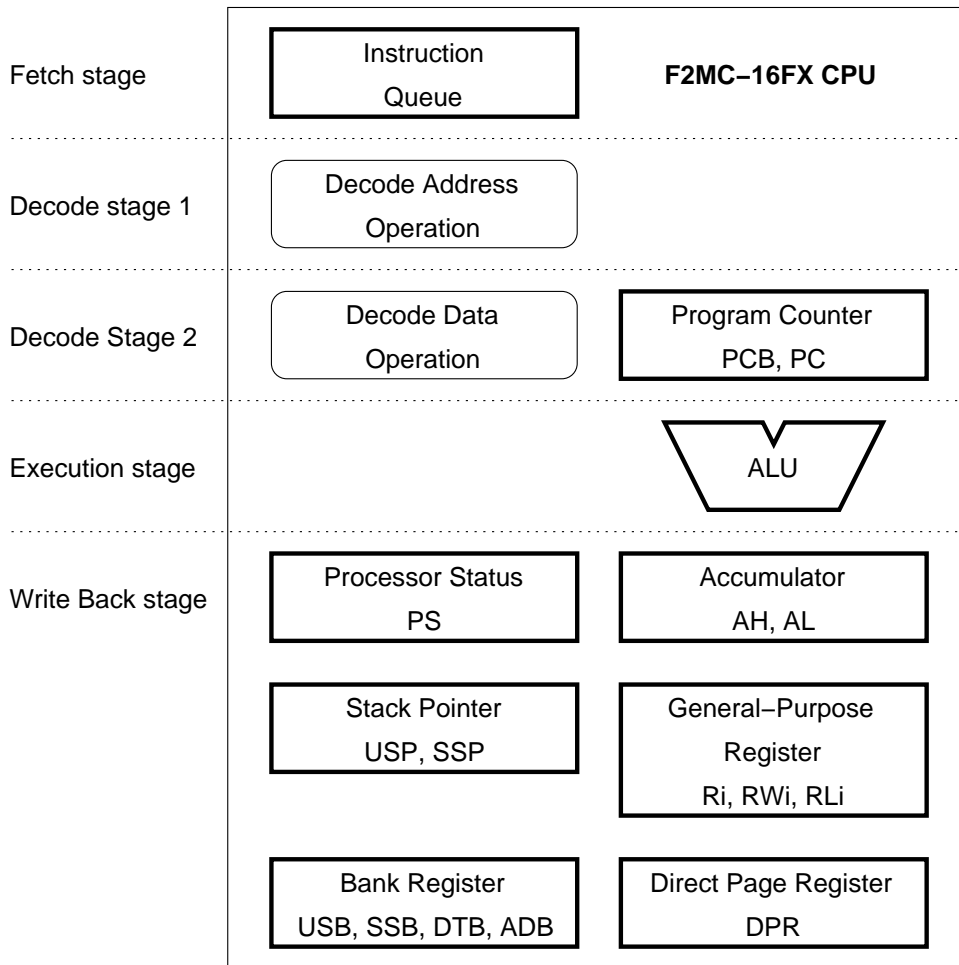 Fetch stage
Instruction
Queue
F2MC–16FX CPU
Decode stage 1
Decode Address
Operation
Decode Stage 2
Decode Data
Operation
Program Counter
PCB, PC
Execution stage
ALU
Write Back stage
Processor Status
PS
Accumulator
AH, AL
Stack Pointer
USP, SSP
General–Purpose
Register
Ri, RWi, RLi
Bank Register
USB, SSB, DTB, ADB
Direct Page Register
DPR